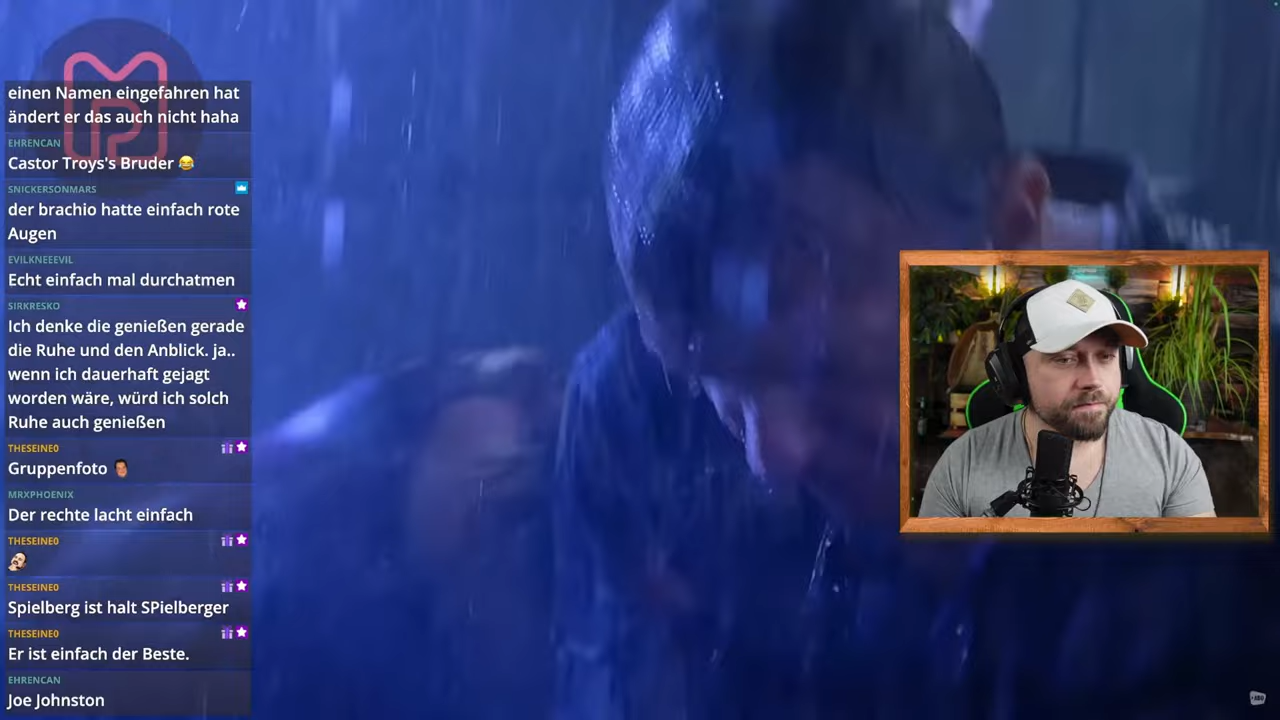 einen Namen eingefahren hat
ändert er das auch nicht haha
EHRENCAN
Castor Troys's Bruder 😂
SNICKERSONMARS
der brachio hatte einfach rote
Augen
EVILKNEEEVIL
Echt einfach mal durchatmen
SIRKRESKO
Ich denke die genießen gerade
die Ruhe und den Anblick. ja..
wenn ich dauerhaft gejagt
worden wäre, würd ich solch
Ruhe auch genießen
THESEINE0
Gruppenfoto
MRXPHOENIX
Der rechte lacht einfach
THESEINE0
THESEINE0
Spielberg ist halt SPielberger
THESEINE0
Er ist einfach der Beste.
EHRENCAN
Joe Johnston